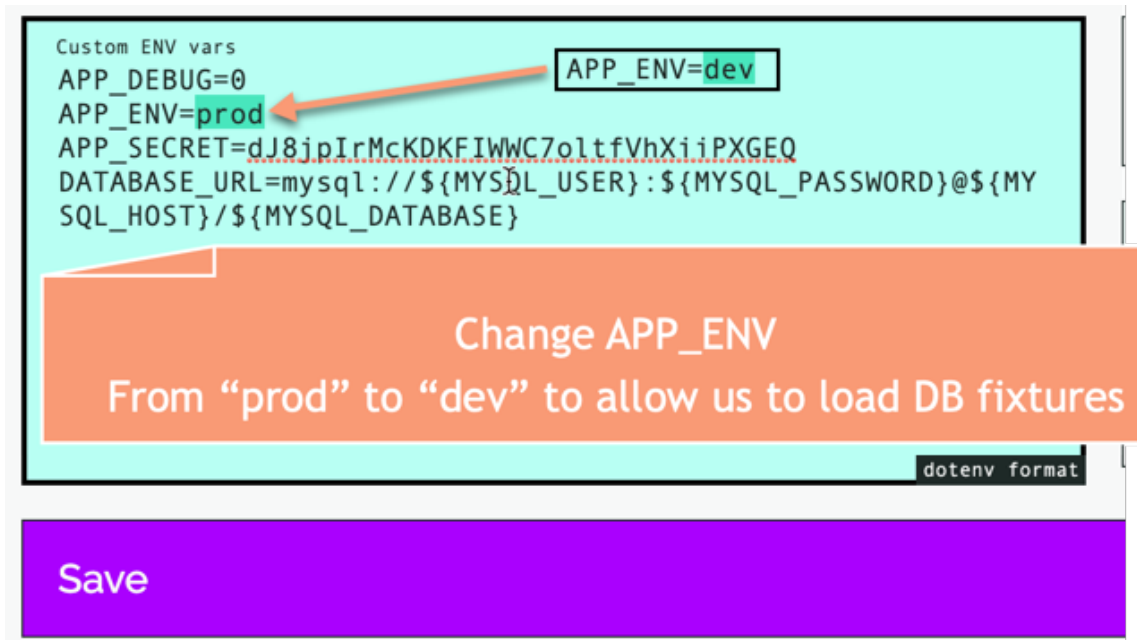 Custom ENV vars
APP_DEBUG=0
APP_ENV=dev
APP_ENV=prod
APP_SECRET=dJ8jpIrMcKDKFIWWC7oltfVhXiiPXGEQ
DATABASE_URL=mysql://${MYSQL_USER}:${MYSQL_PASSWORD}@${MY
SQL_HOST}/${MYSQL_DATABASE}
Change APP_ENV
From “prod” to “dev” to allow us to load DB fixtures
dotenv format
Save